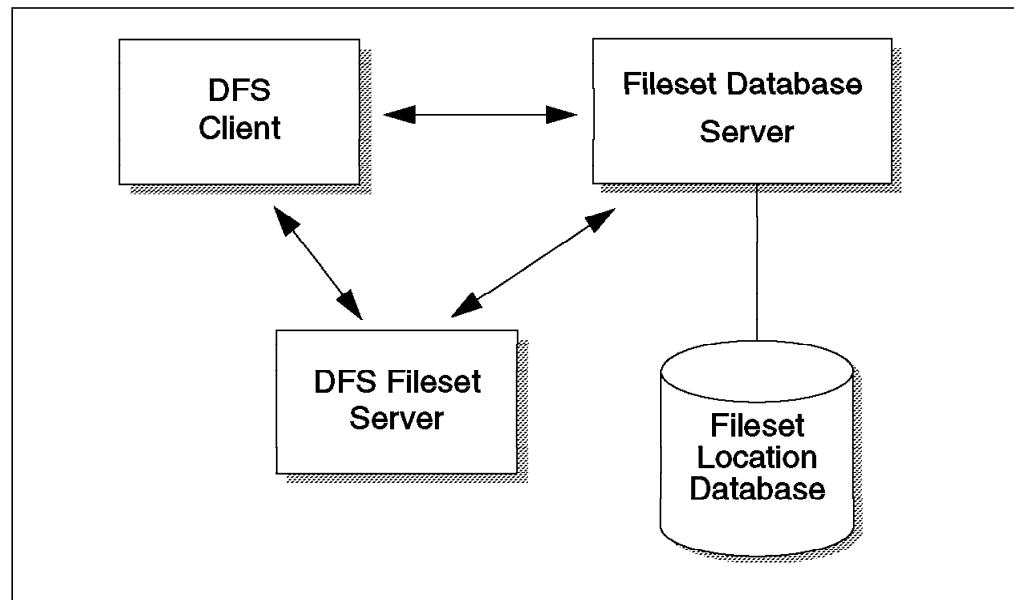 DFS
Client
Fileset Database
Server
DFS Fileset
Server
Fileset
Location
Database